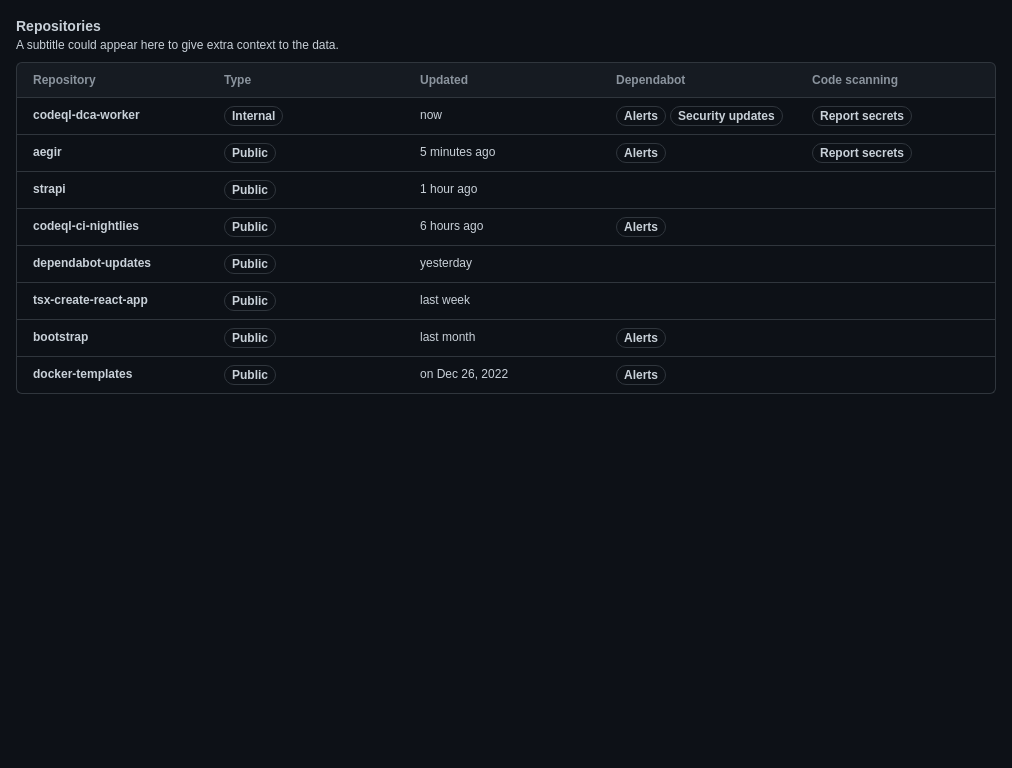 Repositories
A subtitle could appear here to give extra context to the data.
Repository Type Updated Dependabot Code scanning
codeql-dca-worker Internal now Alerts Security updates Report secrets
aegir Public 5 minutes ago Alerts Report secrets
strapi Public 1 hour ago
codeql-ci-nightlies Public 6 hours ago Alerts
dependabot-updates Public yesterday
tsx-create-react-app Public last week
bootstrap Public last month Alerts
docker-templates Public on Dec 26, 2022 Alerts